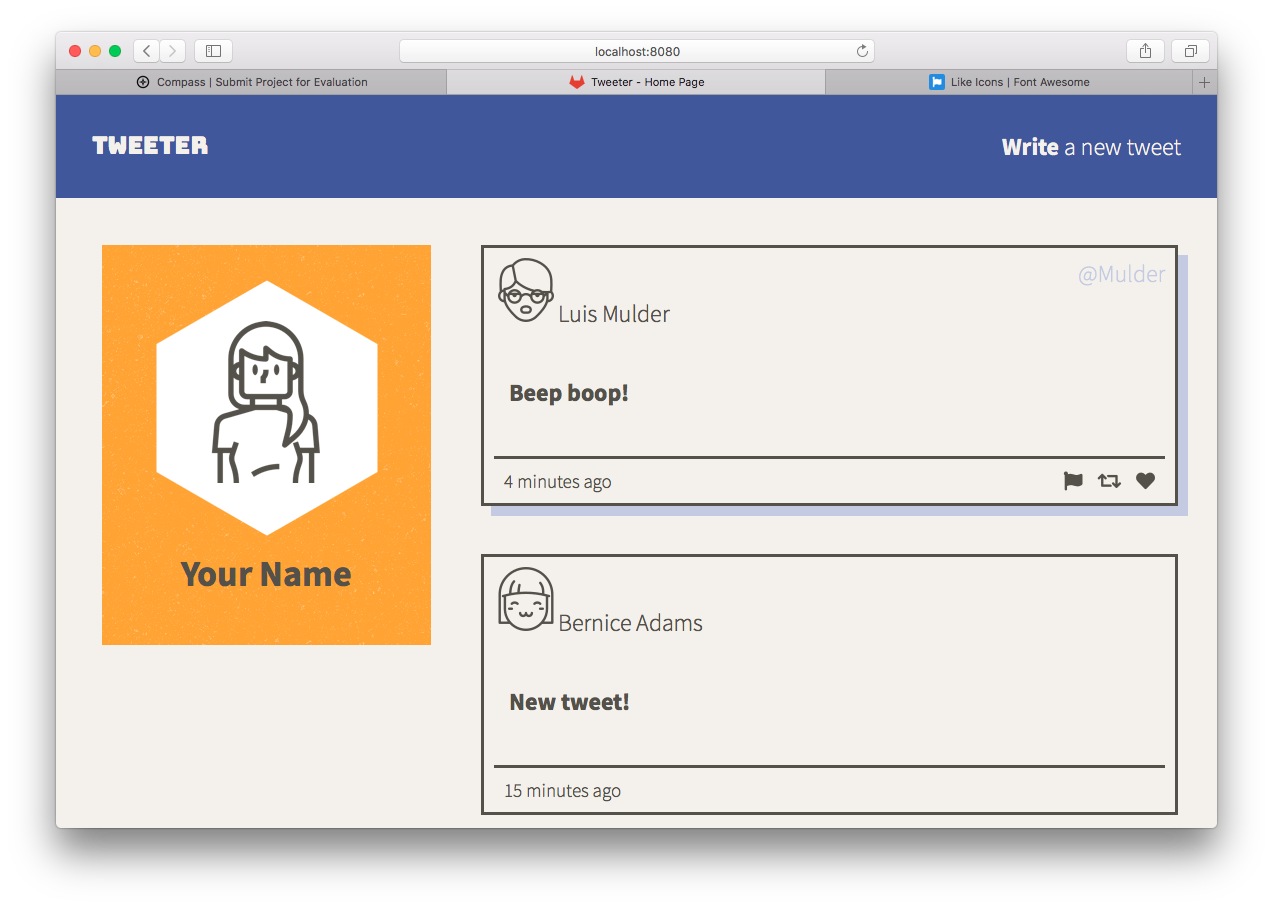 localhost:8080
Compass | Submit Project for Evaluation
Tweeter - Home Page
Like Icons | Font Awesome
TWEETER
Write a new tweet
Your Name
@Mulder
Luis Mulder
Beep boop!
4 minutes ago
Bernice Adams
New tweet!
15 minutes ago